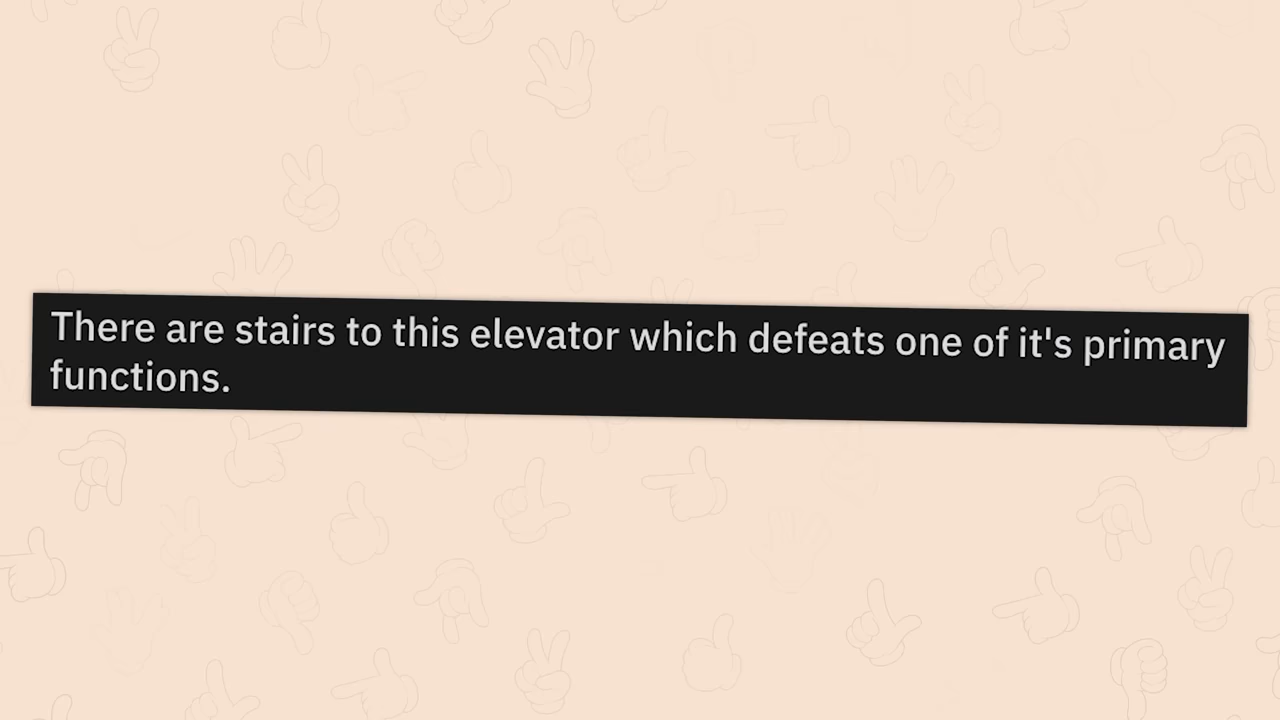 There are stairs to this elevator which defeats one of it's primary
functions.